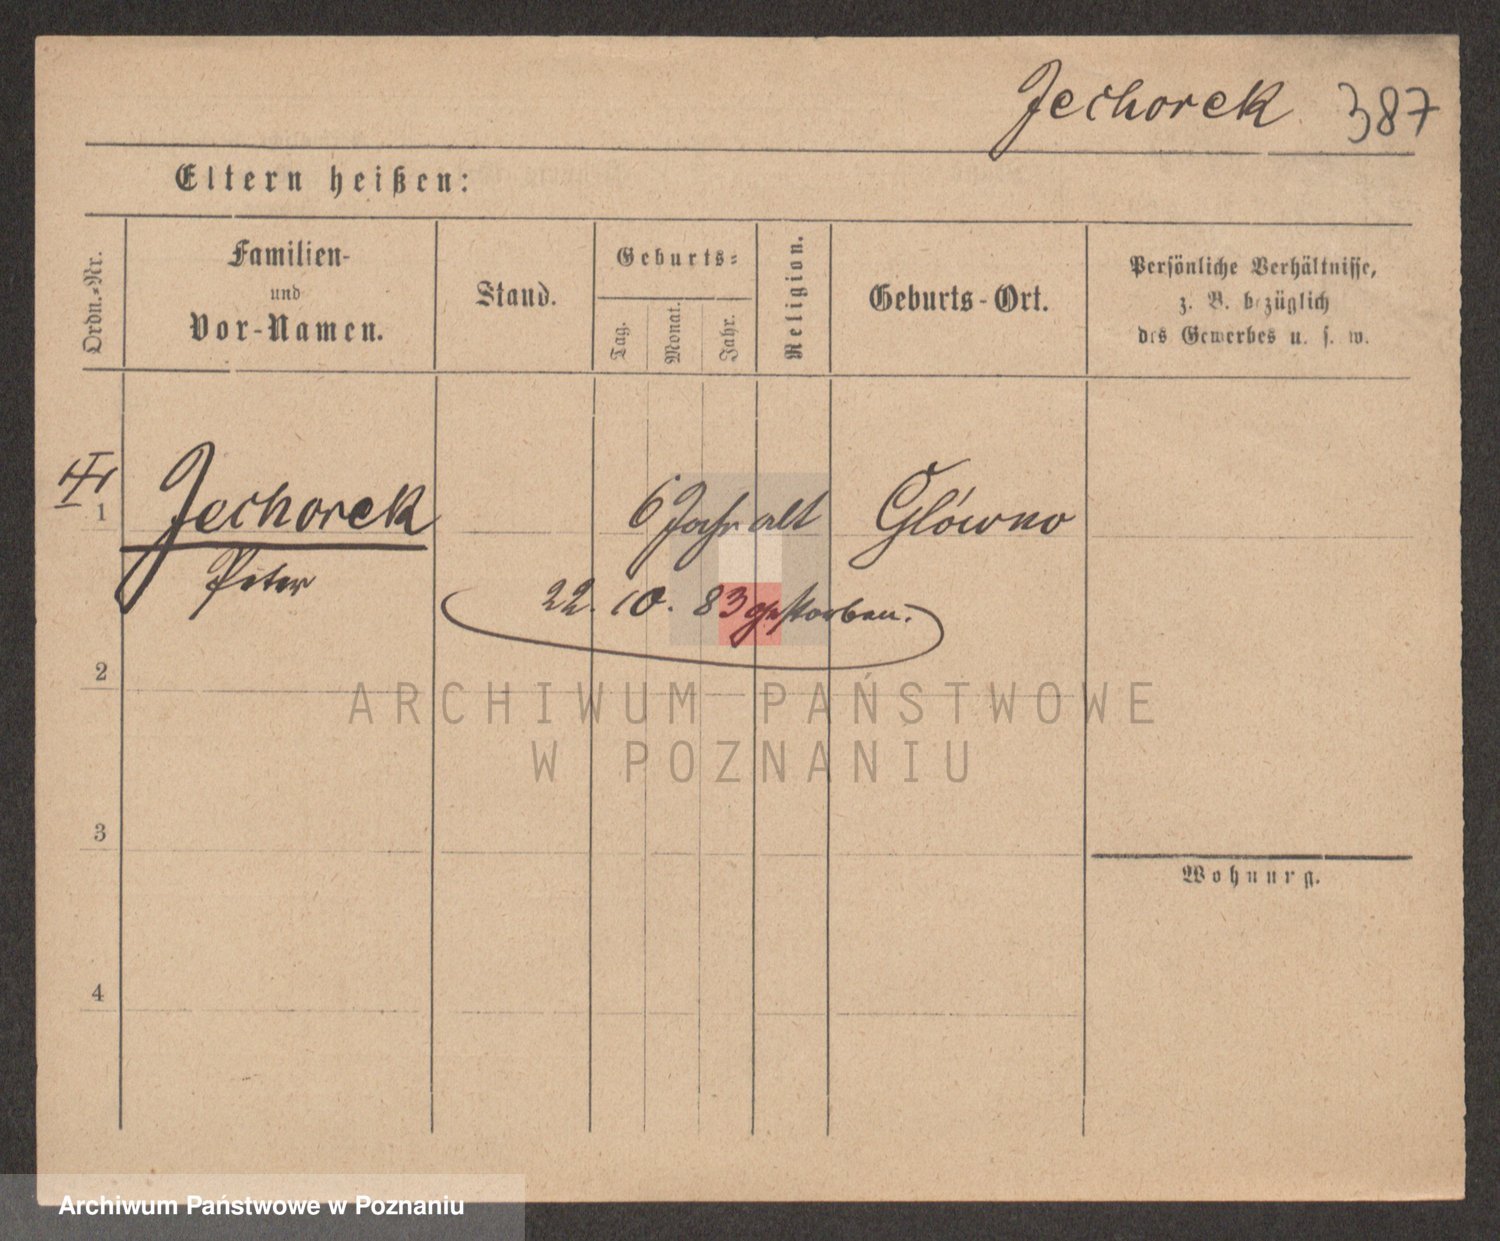 Jechorek 387
Eltern heißen:
Ordn.-Nr.
Familien-
und
Vor-Namen.
Stand.
Geburts-
Tag.
Monat.
Jahr.
Religion.
Geburts-Ort.
Persönliche Verhältnisse,
z. B. bezüglich
des Gewerbes u. s. w.
1 Jechorek 6 Jahr alt Główno
Peter
22. 10. 83 gestorben.
2
ARCHIWUM PAŃSTWOWE
W POZNANIU
3
Wohnung.
4
Archiwum Państwowe w Poznaniu